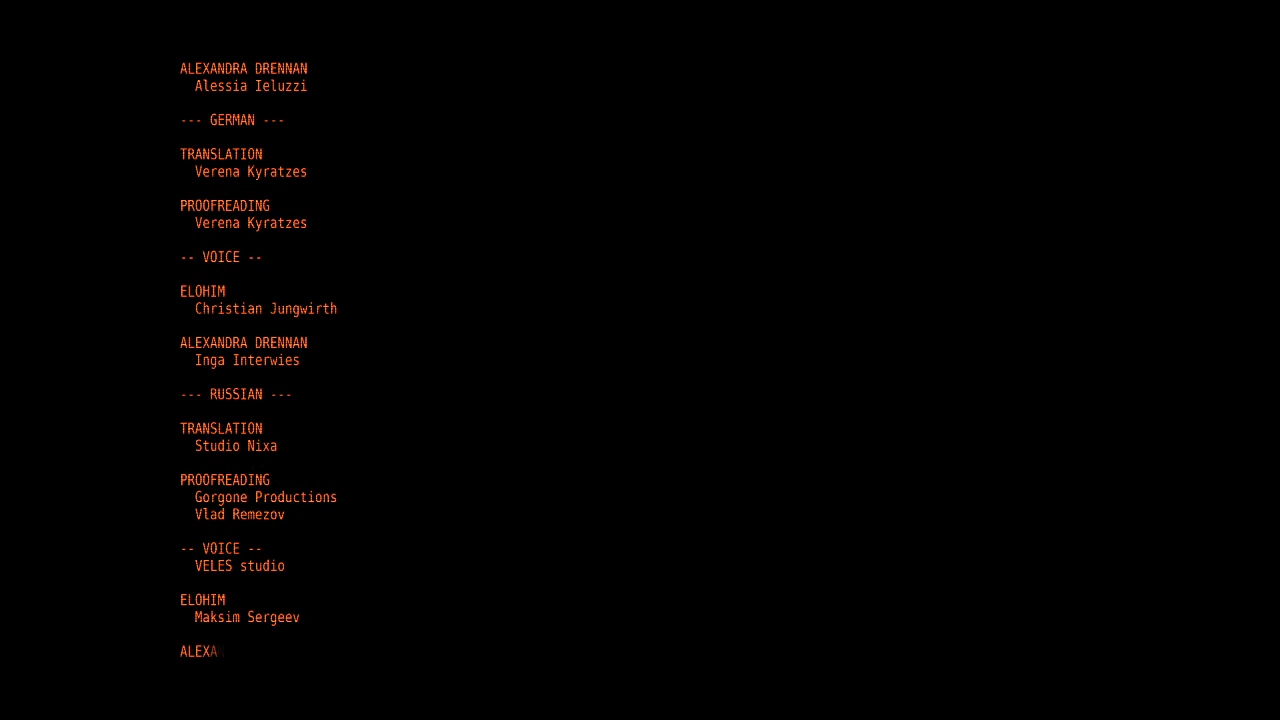 ALEXANDRA DRENNAN
Alessia Ieluzzi
--- GERMAN ---
TRANSLATION
Verena Kyratzes
PROOFREADING
Verena Kyratzes
-- VOICE --
ELOHIM
Christian Jungwirth
ALEXANDRA DRENNAN
Inga Interwies
--- RUSSIAN ---
TRANSLATION
Studio Nixa
PROOFREADING
Gorgone Productions
Vlad Remezov
-- VOICE --
VELES studio
ELOHIM
Maksim Sergeev
ALEXA